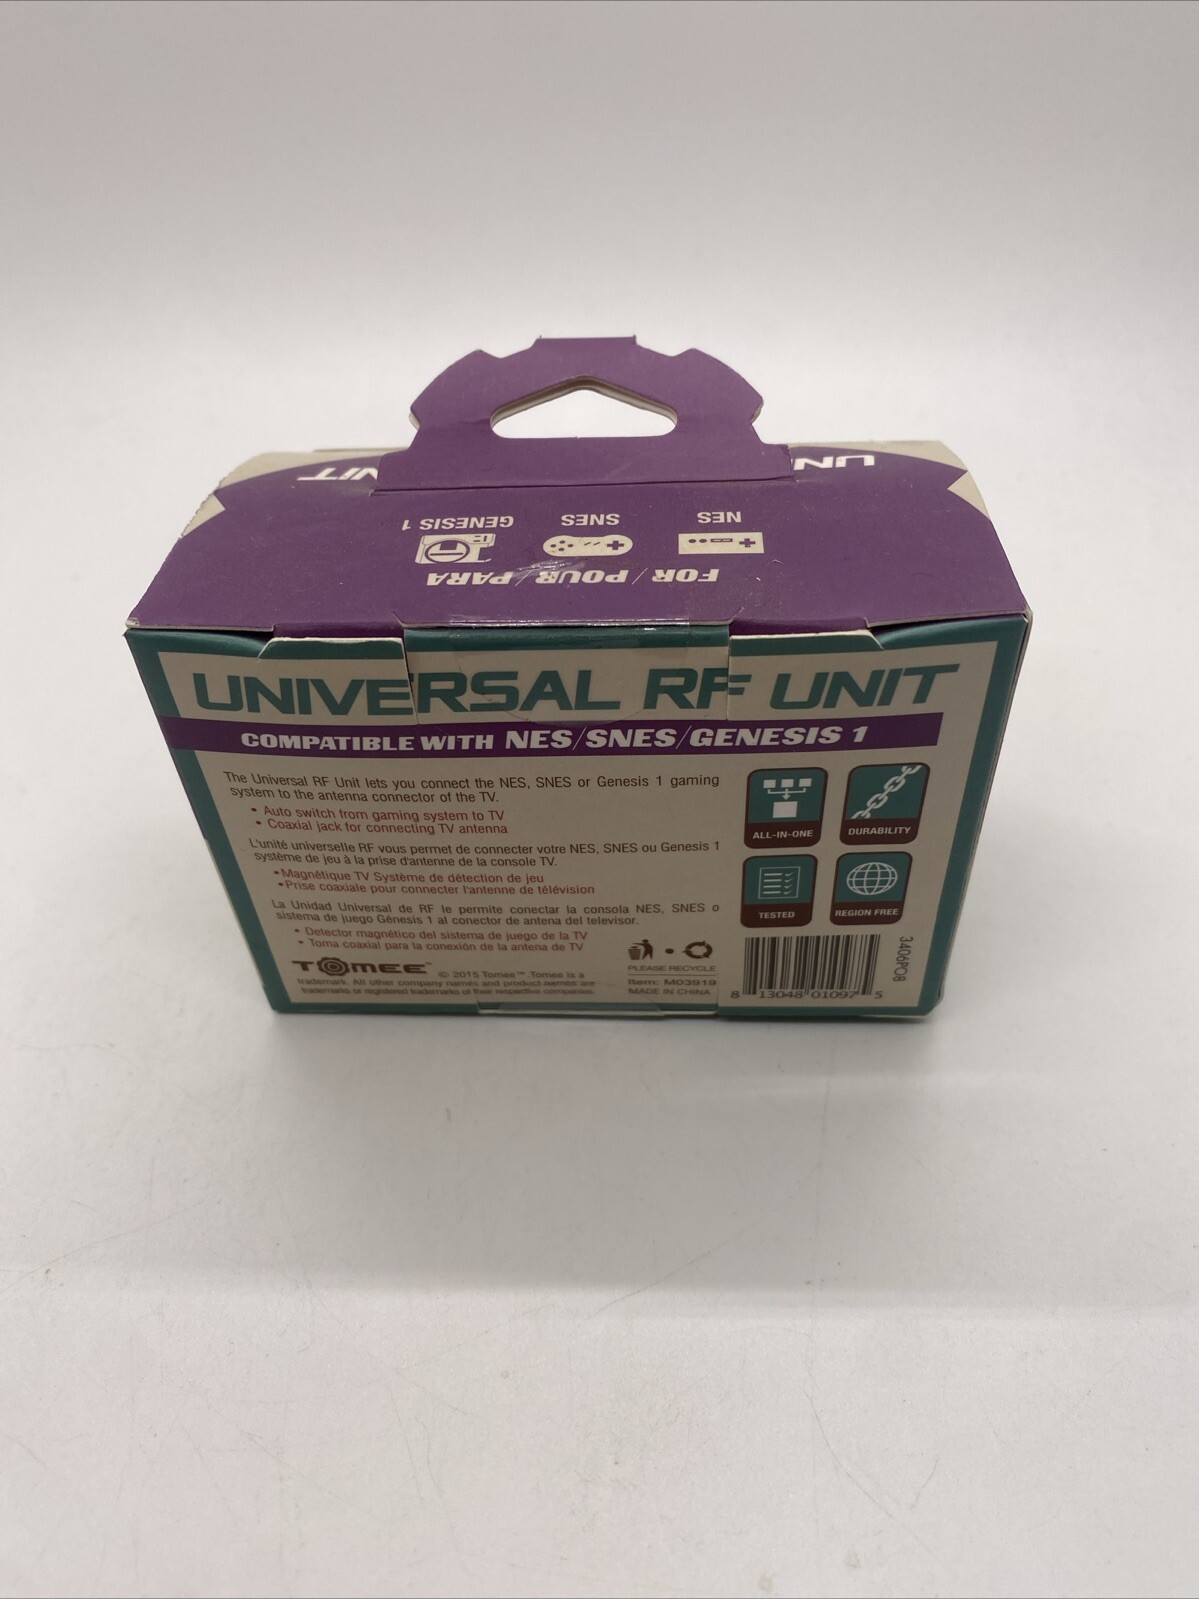 UNIT
UN
NES
SNES
GENESIS 1
FOR / POUR / PARA
UNIVERSAL RF UNIT
COMPATIBLE WITH NES/SNES/GENESIS 1
The Universal RF Unit lets you connect the NES, SNES or Genesis 1 gaming
system to the antenna connector of the TV.
• Auto switch from gaming system to TV
• Coaxial jack for connecting TV antenna
L'unité universelle RF vous permet de connecter votre NES, SNES ou Genesis 1
système de jeu à la prise d'antenne de la console TV.
•Magnétique TV Système de détection de jeu
•Prise coaxiale pour connecter l'antenne de télévision
La Unidad Universal de RF le permite conectar la consola NES, SNES o
sistema de juego Génesis 1 al conector de antena del televisor.
• Detector magnético del sistema de juego de la TV
• Toma coaxial para la conexión de la antena de TV
ALL-IN-ONE
DURABILITY
TESTED
REGION FREE
TOMEE™ © 2015 Tomee™. Tomee is a
trademark. All other company names and product names are
trademarks or registered trademarks of their respective companies.
PLEASE RECYCLE
Item: M03919
MADE IN CHINA
8 13048 01097 5
3406PO8